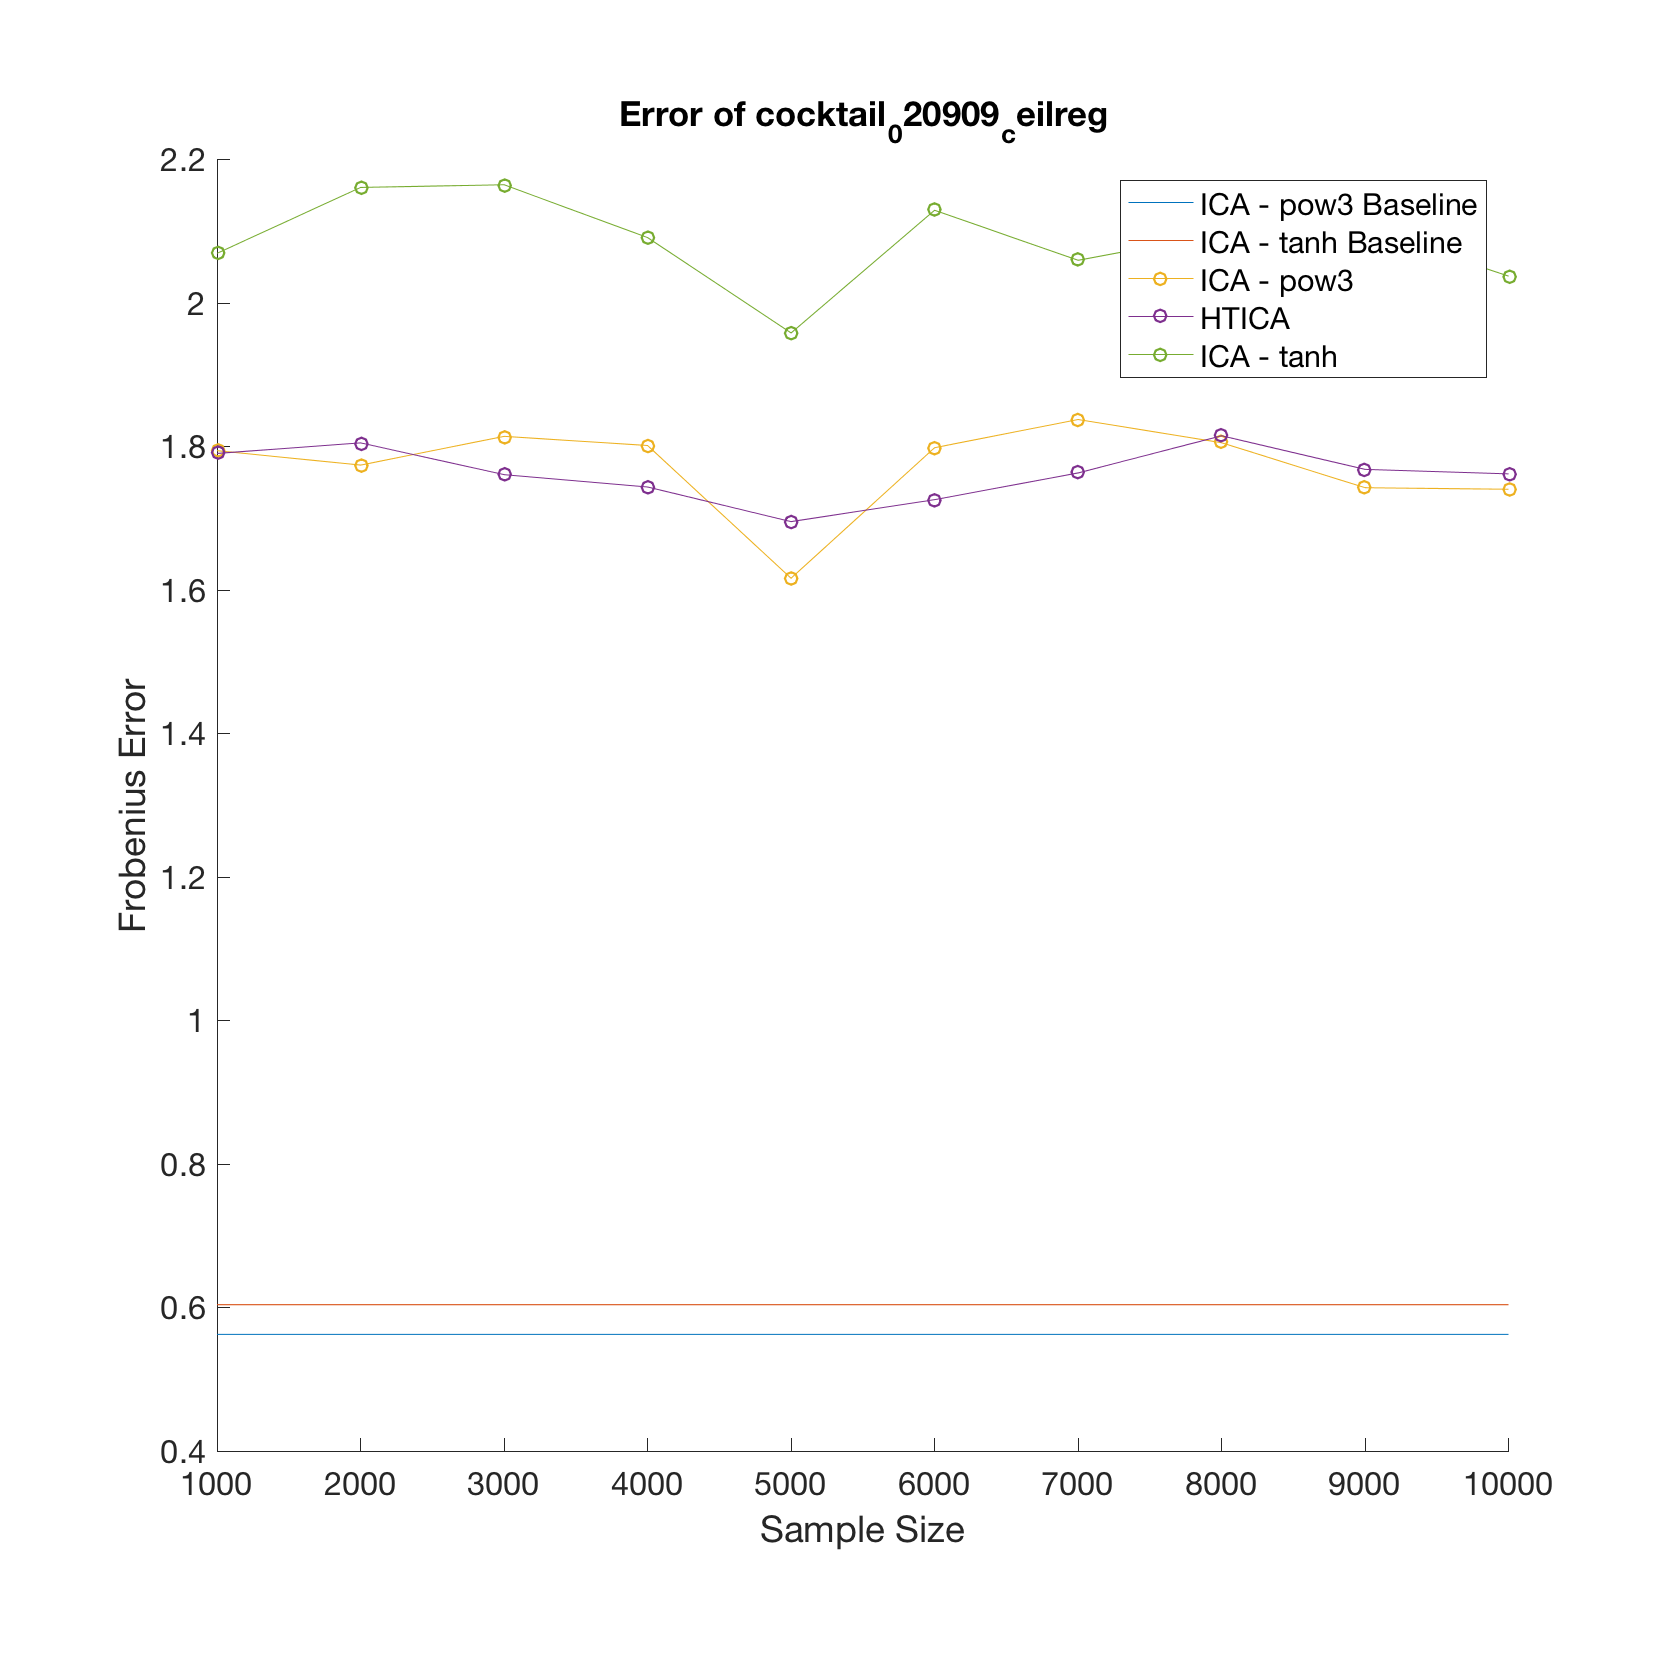 Error of cocktail_020909_ceilreg
2.2
2
1.8
1.6
1.4
1.2
1
0.8
0.6
0.4
Frobenius Error
1000 2000 3000 4000 5000 6000 7000 8000 9000 10000
Sample Size
ICA - pow3 Baseline
ICA - tanh Baseline
ICA - pow3
HTICA
ICA - tanh